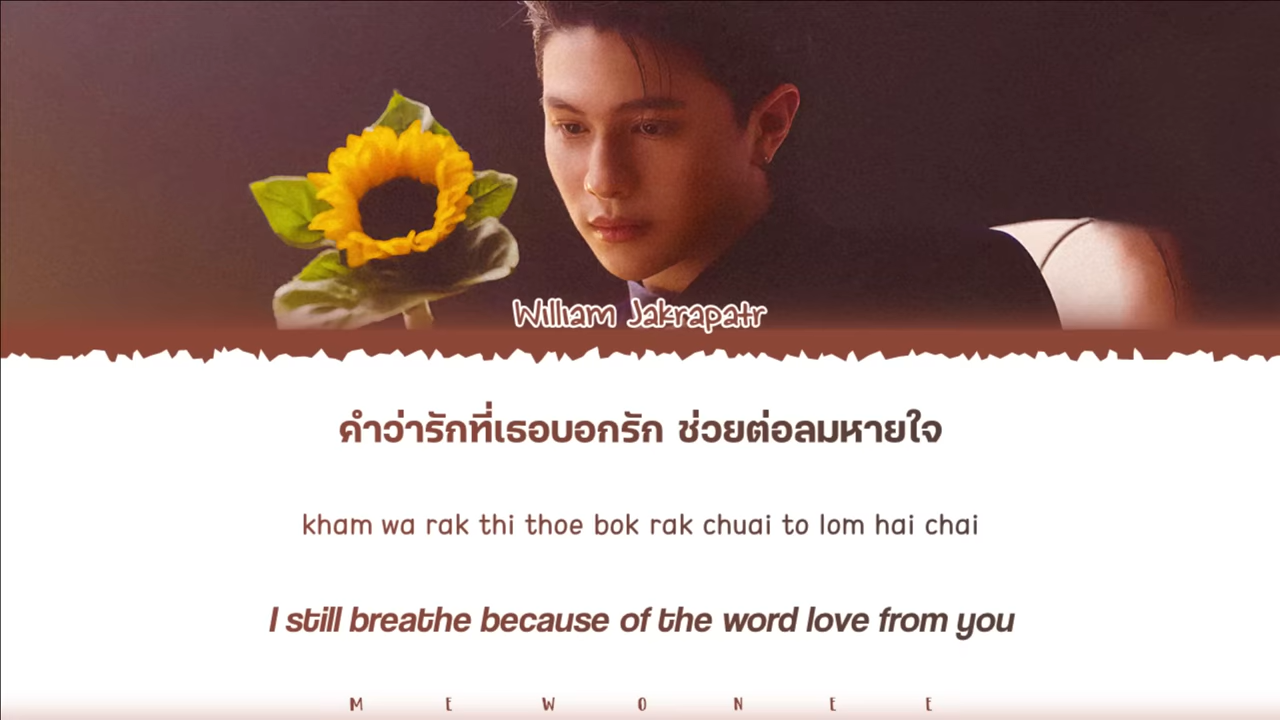 William Jakrapatr
คำว่ารักที่เธอบอกรัก ช่วยต่อลมหายใจ
kham wa rak thi thoe bok rak chuai to lom hai chai
I still breathe because of the word love from you
M E W O N E E